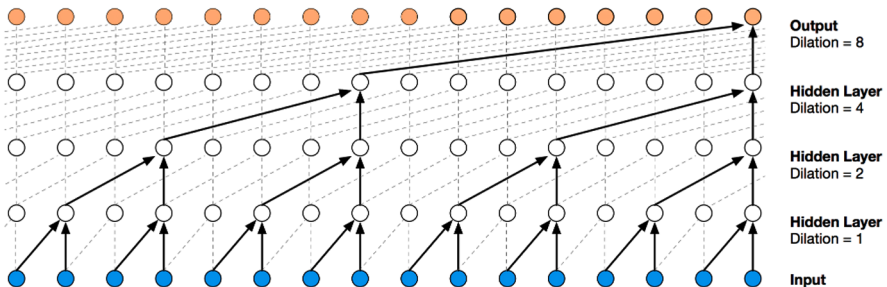 Output
Dilation = 8
Hidden Layer
Dilation = 4
Hidden Layer
Dilation = 2
Hidden Layer
Dilation = 1
Input